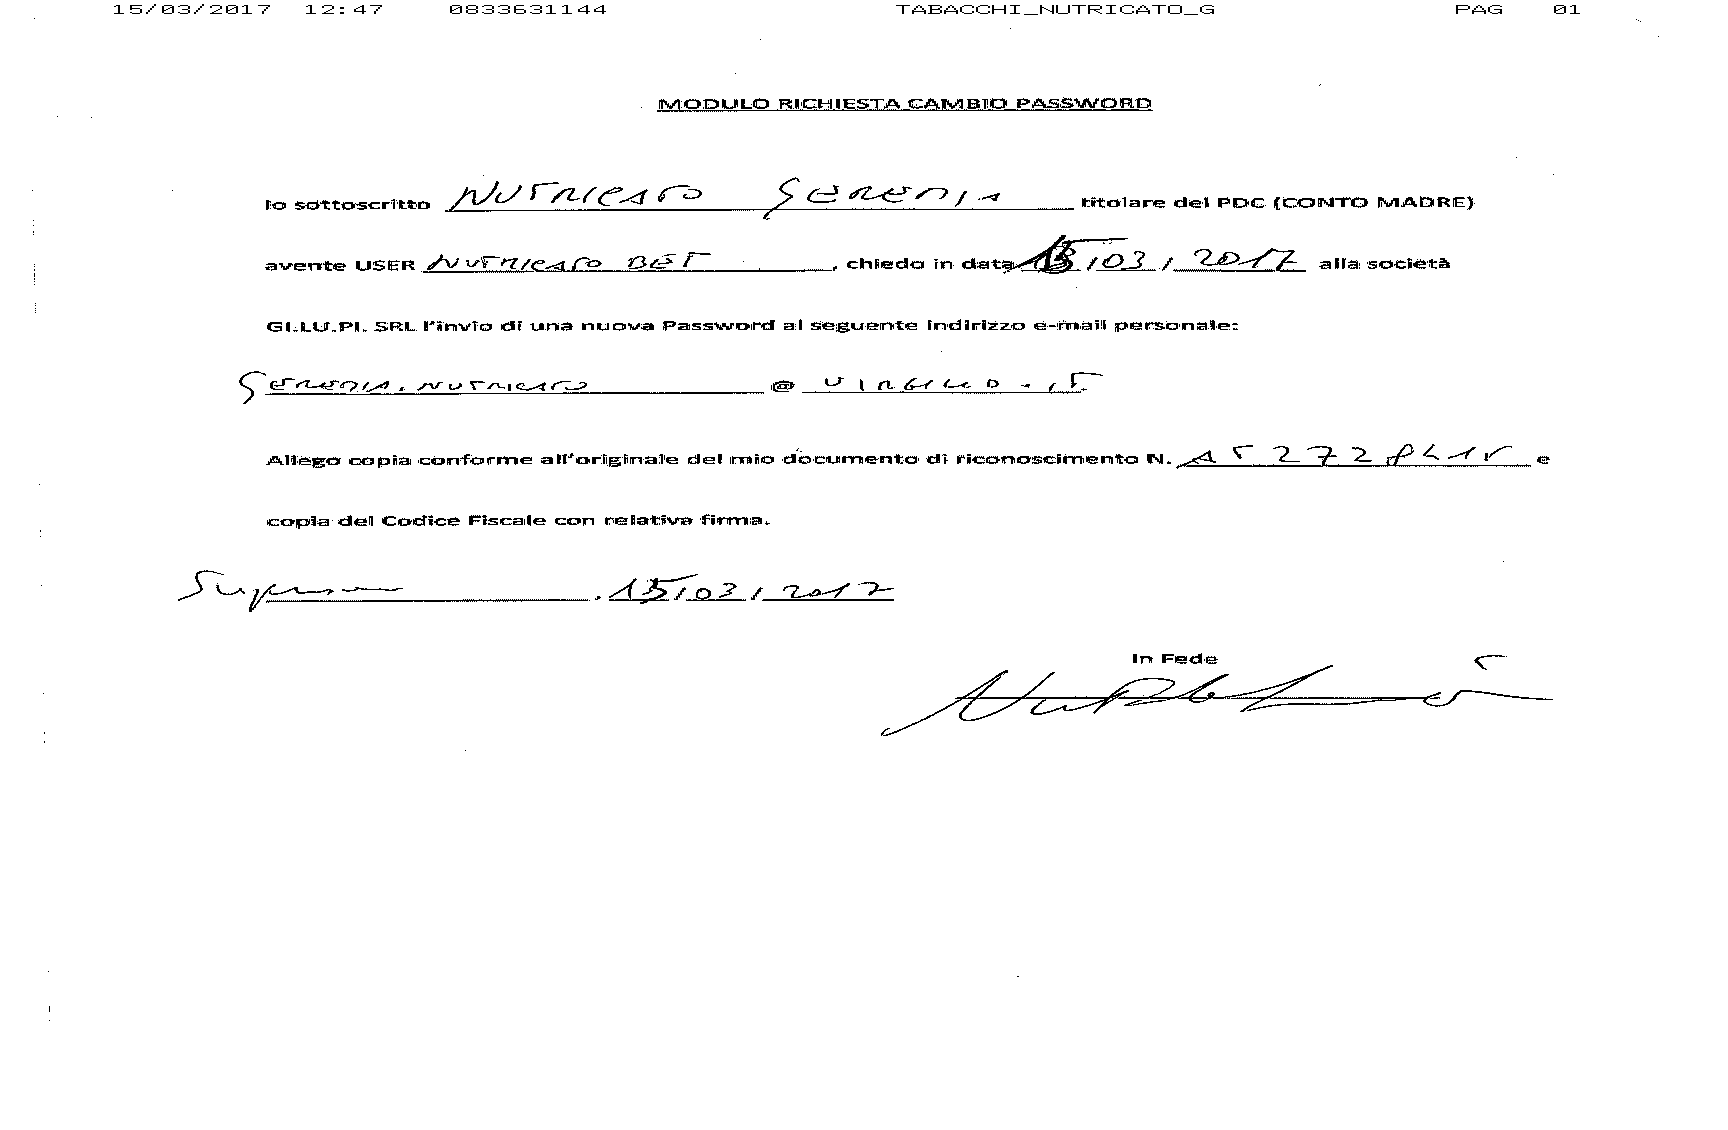 15/03/2017 12:47 0833631144 TABACCHI_NUTRICATO_G PAG 01
MODULO RICHIESTA CAMBIO PASSWORD
Io sottoscritto NUTRICATO GEREMIA titolare del PDC (CONTO MADRE)
avente USER NUTRICATO BET, chiedo in data 15/03/2017 alla società
GI.LU.PI. SRL l'invio di una nuova Password al seguente indirizzo e-mail personale:
GEREMIA.NUTRICATO @ VIRGILIO.IT
Allego copia conforme all'originale del mio documento di riconoscimento N. e
copia del Codice Fiscale con relativa firma.
, 15/03/2017
In Fede